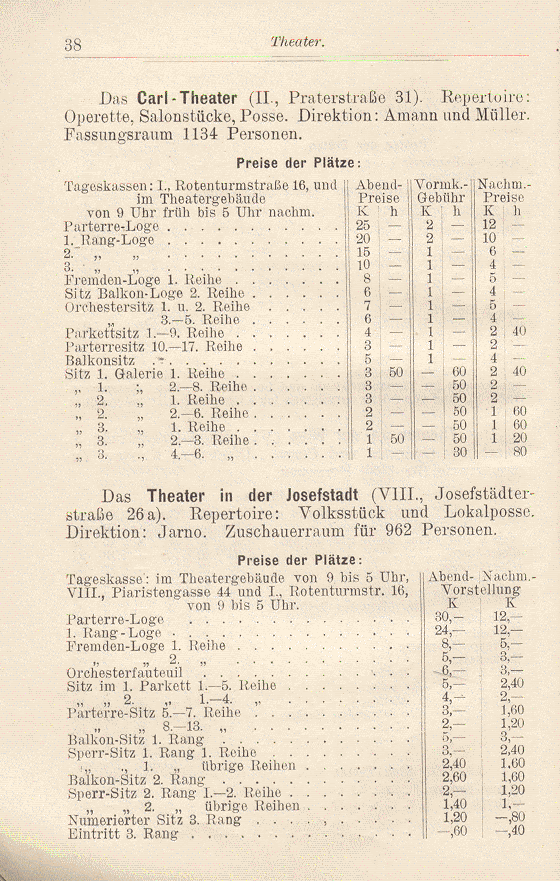 38
Theater.
Das Carl-Theater (II., Praterstraße 31). Repertoire:
Operette, Salonstücke, Posse. Direktion: Amann und Müller.
Fassungsraum 1134 Personen.
Preise der Plätze:
Tageskassen: I., Rotenturmstraße 16, und Abend- Vormk.- Nachm.-
im Theatergebäude Preise Gebühr Preise
von 9 Uhr früh bis 5 Uhr nachm. K h K h K h
Parterre-Loge . . . . . . . . . . . . 25 — 2 — 12 —
1. Rang-Loge . . . . . . . . . . . . 20 — 2 — 10 —
2. „ „ . . . . . . . . . . . . 15 — 1 — 6 —
3. „ „ . . . . . . . . . . . . 10 — 1 — 4 —
Fremden-Loge 1. Reihe . . . . . . . 8 — 1 — 5 —
Sitz Balkon-Loge 2. Reihe . . . . . . 6 — 1 — 4 —
Orchestersitz 1. u. 2. Reihe . . . . . . 7 — 1 — 5 —
„ 3.—5. Reihe . . . . . . 6 — 1 — 4 —
Parkettsitz 1.—9. Reihe . . . . . . 4 — 1 — 2 40
Parterresitz 10.—17. Reihe . . . . . . 3 — 1 — 2 —
Balkonsitz . . . . . . . . . . . . 5 — 1 — 4 —
Sitz 1. Galerie 1. Reihe . . . . . . . 3 50 — 60 2 40
„ 1. „ 2.—8. Reihe . . . . . . 3 — — 50 2 —
„ 2. „ 1. Reihe . . . . . . 3 — — 50 2 —
„ 2. „ 2.—6. Reihe . . . . . . 2 — — 50 1 60
„ 3. „ 1. Reihe . . . . . . 2 — — 50 1 60
„ 3. „ 2.—3. Reihe . . . . . . 1 50 — 50 1 20
„ 3. „ 4.—6. „ . . . . . . 1 — — 30 — 80
Das Theater in der Josefstadt (VIII., Josefstädter-
straße 26a). Repertoire: Volksstück und Lokalposse.
Direktion: Jarno. Zuschauerraum für 962 Personen.
Preise der Plätze:
Tageskasse: im Theatergebäude von 9 bis 5 Uhr, Abend- Nachm.-
VIII., Piaristengasse 44 und I., Rotenturmstr. 16, Vorstellung
von 9 bis 5 Uhr. K K
Parterre-Loge . . . . . . . . . . . 30,— 12,—
1. Rang-Loge . . . . . . . . . . . 24,— 12,—
Fremden-Loge 1. Reihe . . . . . . . . 8,— 5,—
„ „ 2. „ . . . . . . . . 5,— 3,—
Orchesterfauteuil . . . . . . . . . . 6,— 3,—
Sitz im 1. Parkett 1.—5. Reihe . . . . . . 5,— 2,40
„ „ 2. „ 1.—4. „ . . . . . . 4,— 2,—
Parterre-Sitz 5.—7. Reihe . . . . . . . 3,— 1,60
„ „ 8.—13. „ . . . . . . . 2,— 1,20
Balkon-Sitz 1. Rang . . . . . . . . . 5,— 3,—
Sperr-Sitz 1. Rang 1. Reihe . . . . . . . 3,— 2,40
„ „ 1. „ übrige Reihen . . . . . 2,40 1,60
Balkon-Sitz 2. Rang . . . . . . . . . 2,60 1,60
Sperr-Sitz 2. Rang 1.—2. Reihe . . . . . . 2,— 1,20
„ „ 2. „ übrige Reihen . . . . . 1,40 1,—
Numerierter Sitz 3. Rang . . . . . . . 1,20 —,80
Eintritt 3. Rang . . . . . . . . . . —,60 —,40